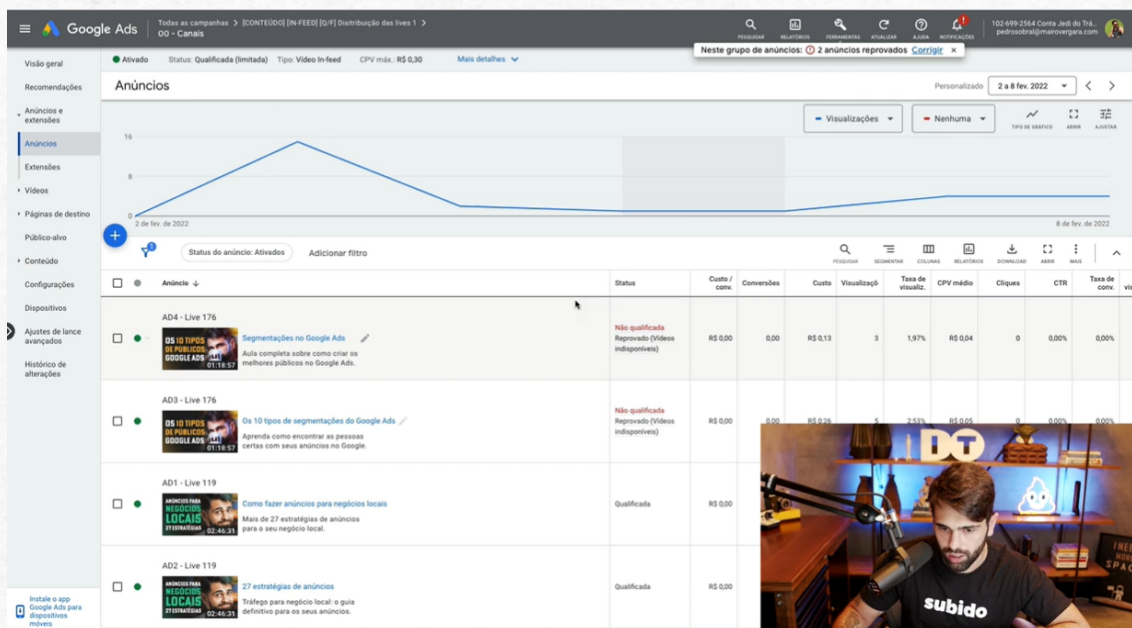 Google Ads
Todas as campanhas > [CONTEÚDO] [IN-FEED] [Q/F] Disitribuição das lives 1 >
00 - Canais
PESQUISAR
RELATÓRIOS
FERRAMENTAS
ATUALIZAR
AJUDA
NOTIFICAÇÕES
102-699-2564 Conta Jedi do Trá...
pedrosobral@mairovergara.com
Neste grupo de anúncios: 2 anúncios reprovados Corrigir ×
Ativado Status: Qualificada (limitada) Tipo: Vídeo In-feed CPV máx.: R$ 0,30 Mais detalhes
Visão geral
Recomendações
Anúncios e
extensões
Anúncios
Extensões
Vídeos
Páginas de destino
Público-alvo
Conteúdo
Configurações
Dispositivos
Ajustes de lance
avançados
Histórico de
alterações
Instale o app
Google Ads para
dispositivos
móveis
Anúncios
Personalizado 2 a 8 fev. 2022
Visualizações
Nenhuma
TIPO DE GRÁFICO
ABRIR
AJUSTAR
16
8
0
2 de fev. de 2022
8 de fev. de 2022
1
Status do anúncio: Ativados
Adicionar filtro
PESQUISAR
SEGMENTAR
COLUNAS
RELATÓRIOS
DOWNLOAD
ABRIR
MAIS
Anúncio
Status
Custo /
conv.
Conversões
Custo
Visualizaçõ
Taxa de
visualiz.
CPV médio
Cliques
CTR
Taxa de
conv.
AD4 - Live 176
OS 10 TIPOS
DE PÚBLICOS
GOOGLE ADS
01:18:57
Segmentações no Google Ads
Aula completa sobre como criar os
melhores públicos no Google Ads.
Não qualificada
Reprovado (Vídeos
indisponíveis)
R$ 0,00 0,00 R$ 0,13 3 1,97% R$ 0,04 0 0,00% 0,00%
AD3 - Live 176
OS 10 TIPOS
DE PÚBLICOS
GOOGLE ADS
01:18:57
Os 10 tipos de segmentações do Google Ads
Aprenda como encontrar as pessoas
certas com seus anúncios no Google.
Não qualificada
Reprovado (Vídeos
indisponíveis)
R$ 0,00 0,00 R$ 0,26 5 2,53% R$ 0,05 0 0,00% 0,00%
AD1 - Live 119
ANÚNCIOS PARA
NEGÓCIOS
LOCAIS
27 ESTRATÉGIAS
02:46:31
Como fazer anúncios para negócios locais
Mais de 27 estratégias de anúncios
para o seu negócio local.
Qualificada
R$ 0,00
AD2 - Live 119
ANÚNCIOS PARA
NEGÓCIOS
LOCAIS
27 ESTRATÉGIAS
02:46:31
27 estratégias de anúncios
Tráfego para negócio local: o guia
definitivo para os seus anúncios.
Qualificada
R$ 0,00
DT
subido